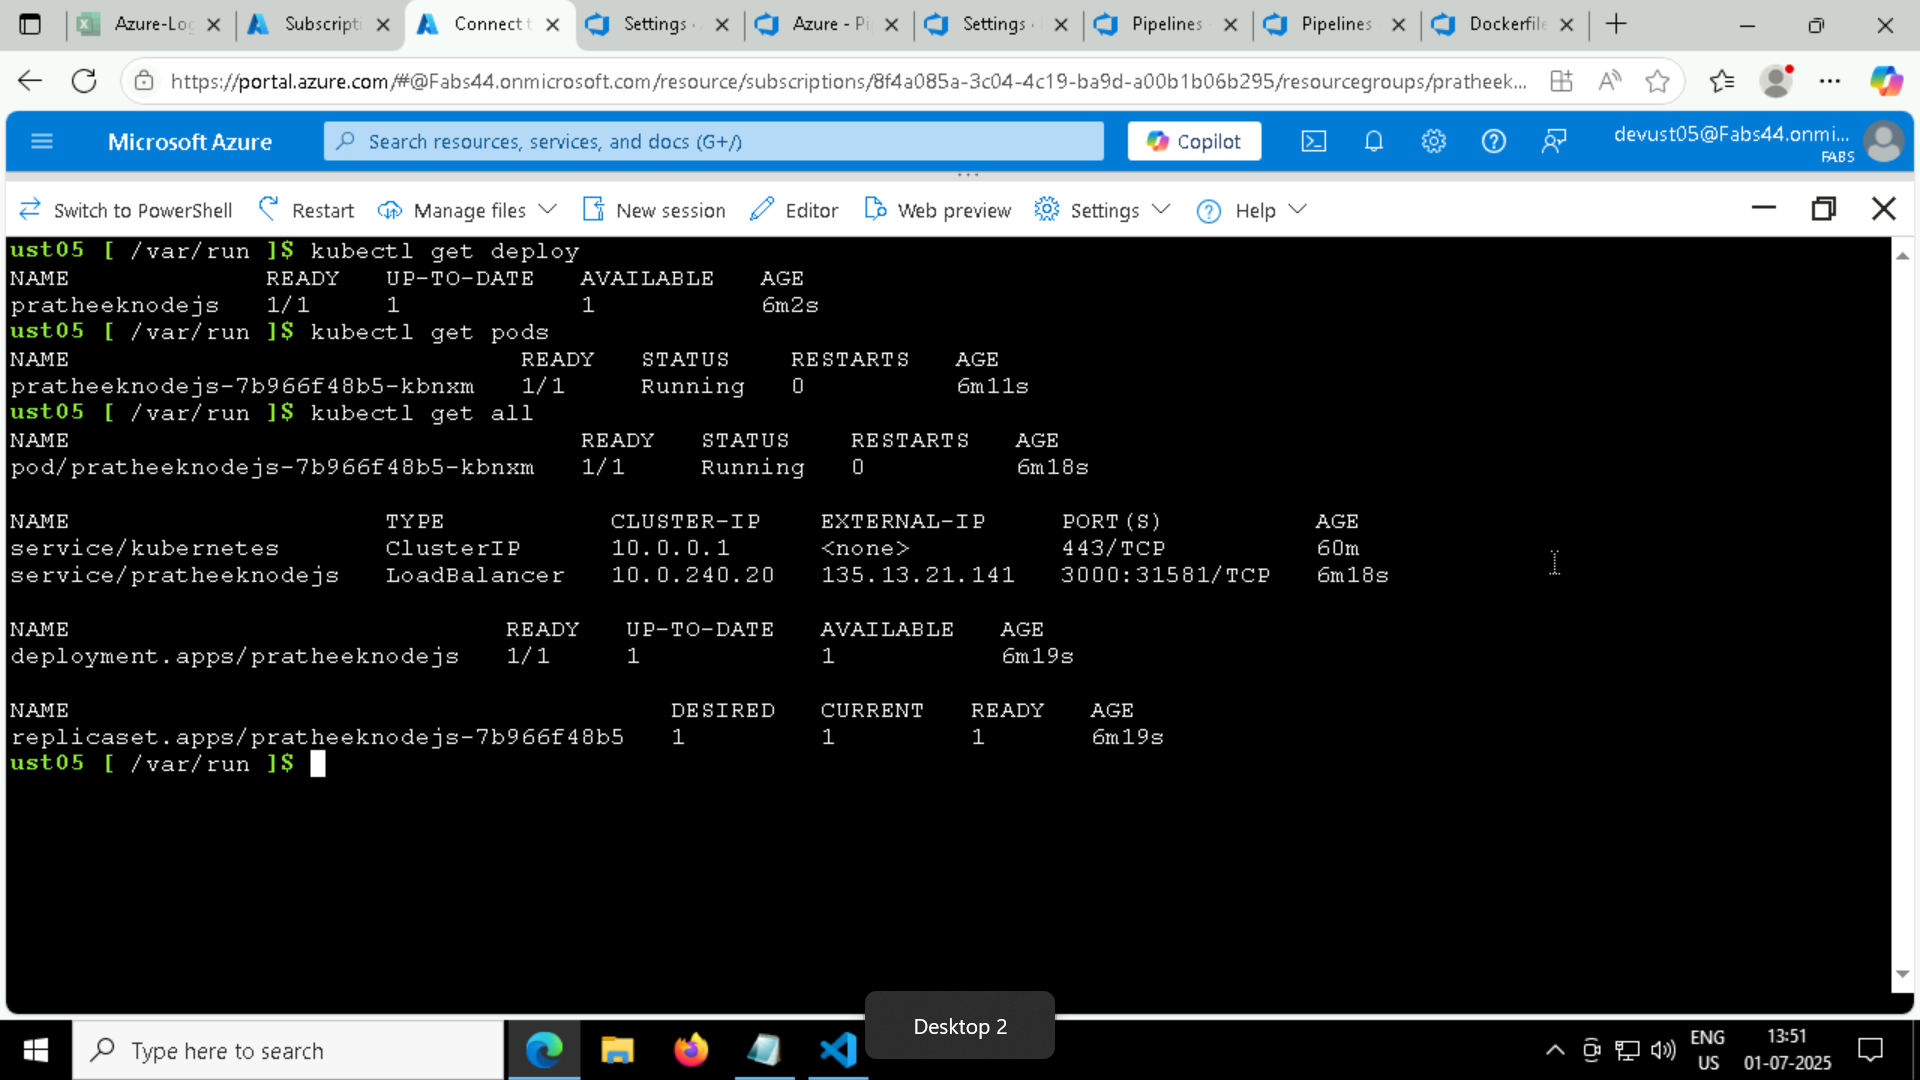 Azure-Log
Subscripti
Connect t
Settings ·
Azure - Pi
Settings ·
Pipelines -
Pipelines
Dockerfile
https://portal.azure.com/#@Fabs44.onmicrosoft.com/resource/subscriptions/8f4a085a-3c04-4c19-ba9d-a00b1b06b295/resourcegroups/pratheek...
Microsoft Azure
Search resources, services, and docs (G+/)
Copilot
devust05@Fabs44.onmi...
FABS
Switch to PowerShell Restart Manage files New session Editor Web preview Settings Help
ust05 [ /var/run ]$ kubectl get deploy
NAME READY UP-TO-DATE AVAILABLE AGE
pratheeknodejs 1/1 1 1 6m2s
ust05 [ /var/run ]$ kubectl get pods
NAME READY STATUS RESTARTS AGE
pratheeknodejs-7b966f48b5-kbnxm 1/1 Running 0 6m11s
ust05 [ /var/run ]$ kubectl get all
NAME READY STATUS RESTARTS AGE
pod/pratheeknodejs-7b966f48b5-kbnxm 1/1 Running 0 6m18s
NAME TYPE CLUSTER-IP EXTERNAL-IP PORT(S) AGE
service/kubernetes ClusterIP 10.0.0.1 <none> 443/TCP 60m
service/pratheeknodejs LoadBalancer 10.0.240.20 135.13.21.141 3000:31581/TCP 6m18s
NAME READY UP-TO-DATE AVAILABLE AGE
deployment.apps/pratheeknodejs 1/1 1 1 6m19s
NAME DESIRED CURRENT READY AGE
replicaset.apps/pratheeknodejs-7b966f48b5 1 1 1 6m19s
ust05 [ /var/run ]$
Desktop 2
Type here to search
ENG
US
13:51
01-07-2025